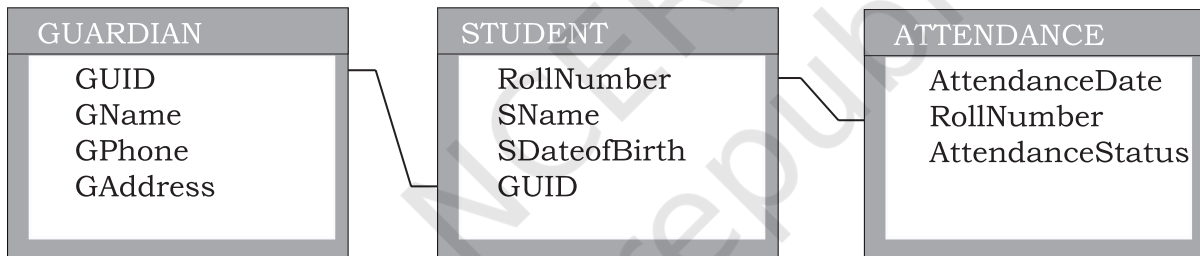 GUARDIAN
GUID
GName
GPhone
GAddress
STUDENT
RollNumber
SName
SDateofBirth
GUID
ATTENDANCE
AttendanceDate
RollNumber
AttendanceStatus